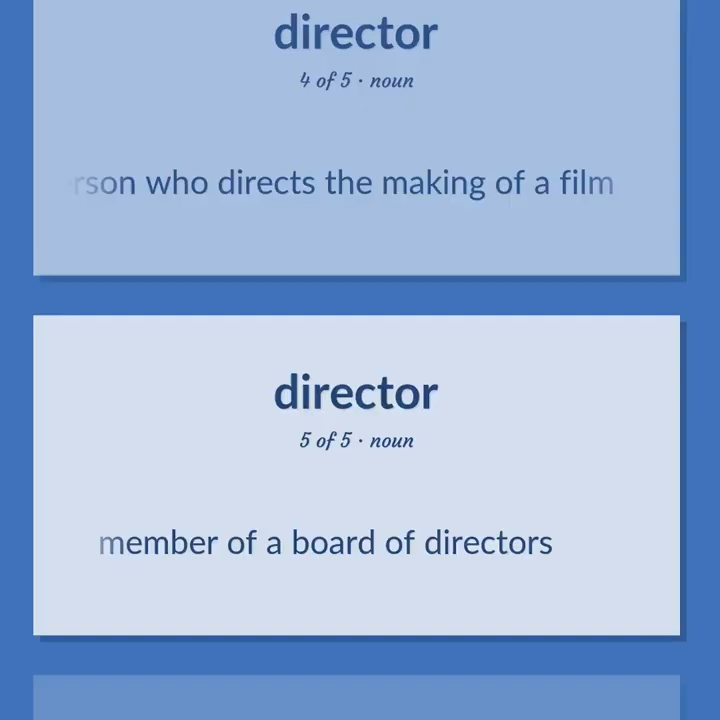 director
4 of 5 · noun
rson who directs the making of a film
director
5 of 5 · noun
member of a board of directors